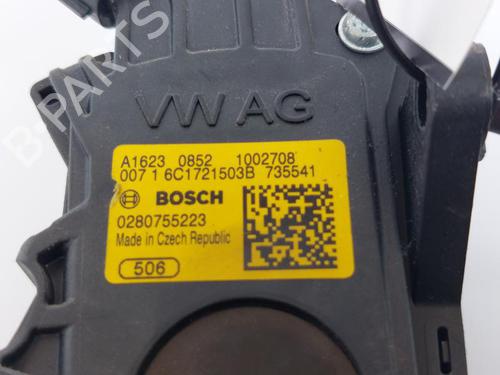 B-PARTS
VW AG
A1623 0852 1002708
007 1 6C1721503B 735541
BOSCH
0280755223
Made in Czech Republic
506